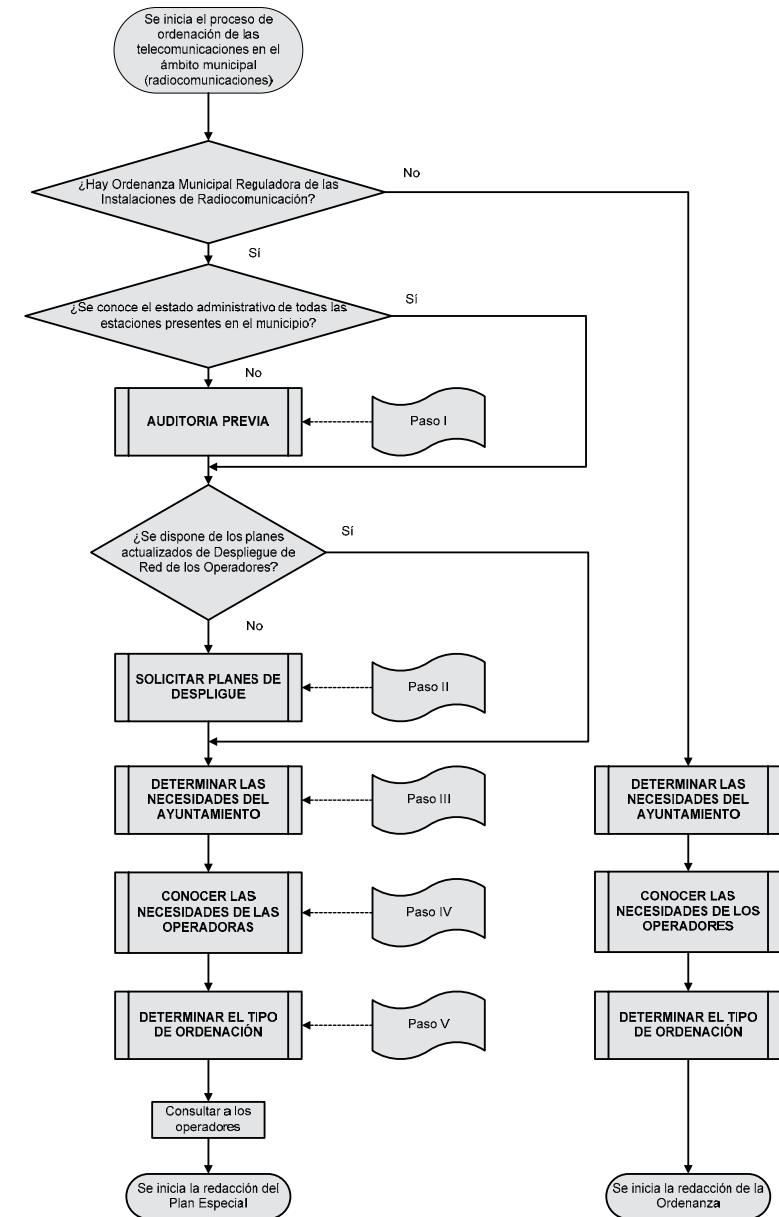 Se inicia el proceso de
ordenación de las
telecomunicaciones en el
ámbito municipal
(radiocomunicaciones)
¿Hay Ordenanza Municipal Reguladora de las
Instalaciones de Radiocomunicación?
No
Sí
¿Se conoce el estado administrativo de todas las
estaciones presentes en el municipio?
Sí
No
AUDITORIA PREVIA
Paso I
¿Se dispone de los planes
actualizados de Despliegue de
Red de los Operadores?
Sí
No
SOLICITAR PLANES DE
DESPLIGUE
Paso II
DETERMINAR LAS
NECESIDADES DEL
AYUNTAMIENTO
Paso III
DETERMINAR LAS
NECESIDADES DEL
AYUNTAMIENTO
CONOCER LAS
NECESIDADES DE LAS
OPERADORAS
Paso IV
CONOCER LAS
NECESIDADES DE LOS
OPERADORES
DETERMINAR EL TIPO
DE ORDENACIÓN
Paso V
DETERMINAR EL TIPO
DE ORDENACIÓN
Consultar a los
operadores
Se inicia la redacción del
Plan Especial
Se inicia la redacción de la
Ordenanza